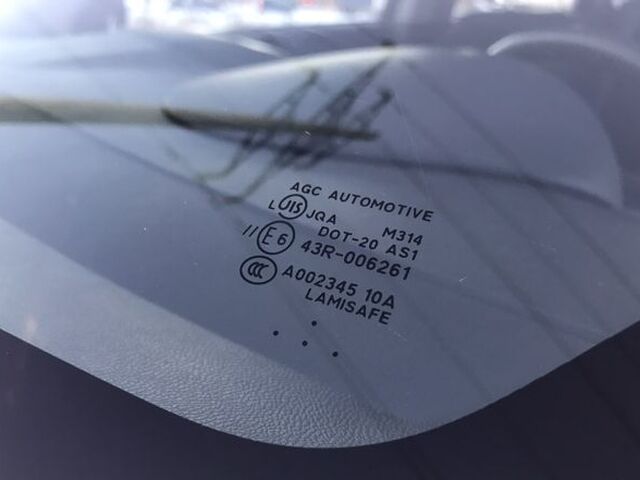 AGC AUTOMOTIVE
L JIS JQA M314
DOT-20 AS1
// E6 43R-006261
CCC A002345 10A
LAMISAFE